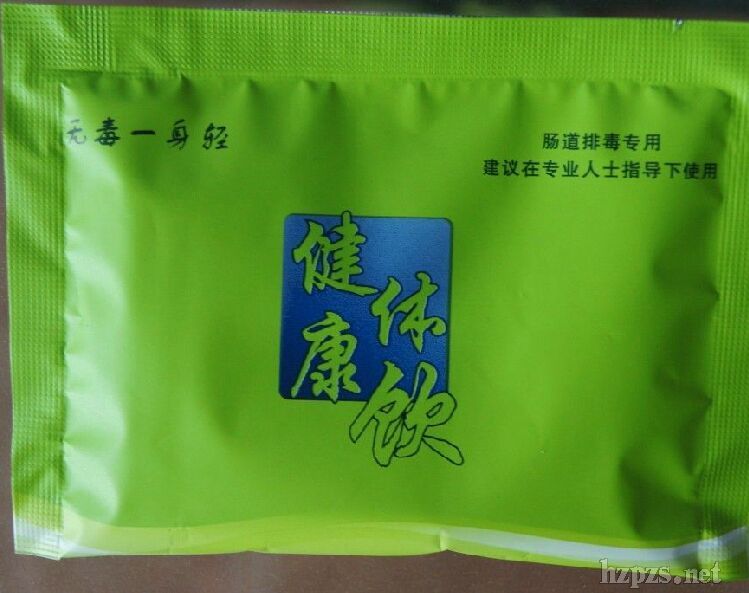 无毒一身轻
肠道排毒专用
建议在专业人士指导下使用
健康
体饮
hzpzs.net